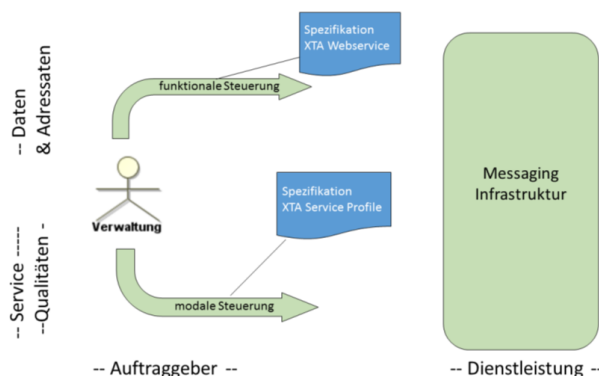 Spezifikation
XTA Webservice
funktionale Steuerung
-- Daten
& Adressaten
Messaging
Infrastruktur
Spezifikation
XTA Service Profile
Verwaltung
-- Service -----
--Qualitäten -
modale Steuerung
-- Auftraggeber --
-- Dienstleistung --